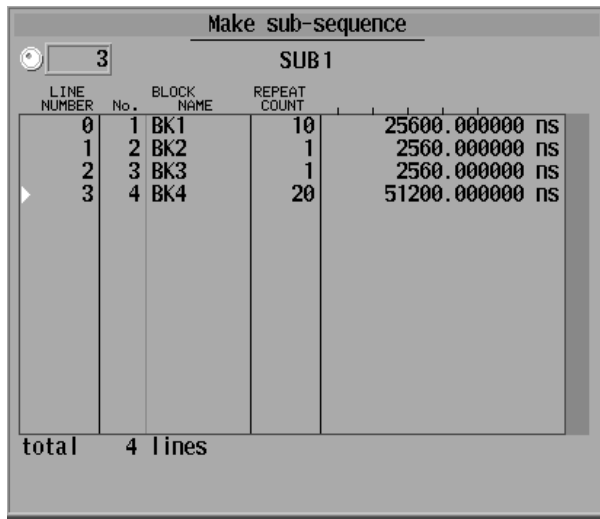 Make sub-sequence
3 SUB1
LINE NUMBER No. BLOCK NAME REPEAT COUNT
0 1 BK1 10 25600.000000 ns
1 2 BK2 1 2560.000000 ns
2 3 BK3 1 2560.000000 ns
3 4 BK4 20 51200.000000 ns
total 4 lines